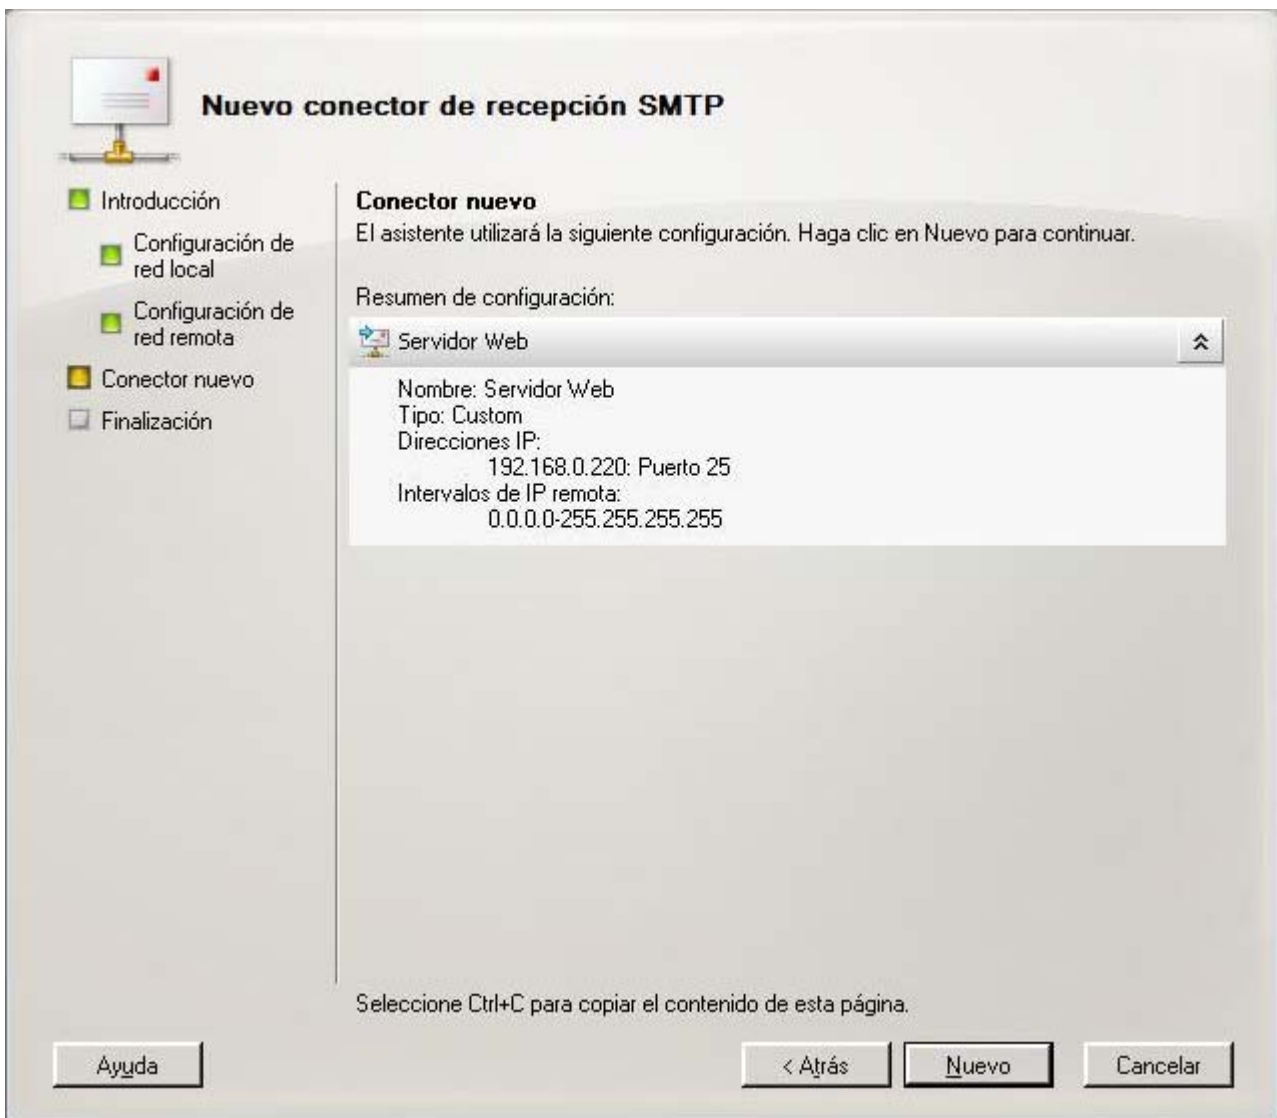 Nuevo conector de recepción SMTP
Introducción
Configuración de
red local
Configuración de
red remota
Conector nuevo
Finalización
Conector nuevo
El asistente utilizará la siguiente configuración. Haga clic en Nuevo para continuar.
Resumen de configuración:
Servidor Web
Nombre: Servidor Web
Tipo: Custom
Direcciones IP:
192.168.0.220: Puerto 25
Intervalos de IP remota:
0.0.0.0-255.255.255.255
Seleccione Ctrl+C para copiar el contenido de esta página.
Ayuda
< Atrás
Nuevo
Cancelar